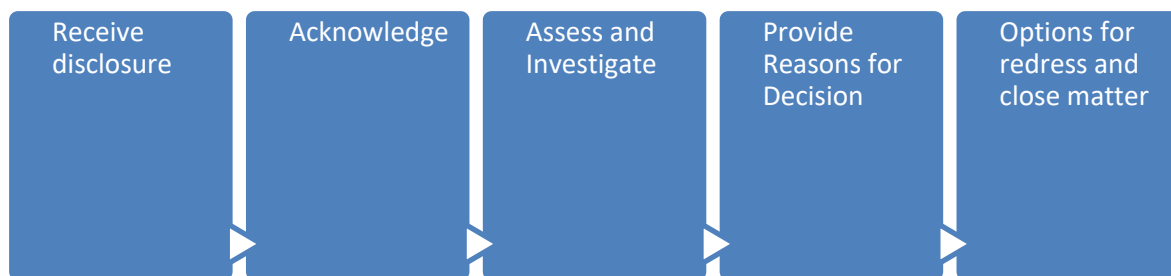 Receive
disclosure
Acknowledge
Assess and
Investigate
Provide
Reasons for
Decision
Options for
redress and
close matter